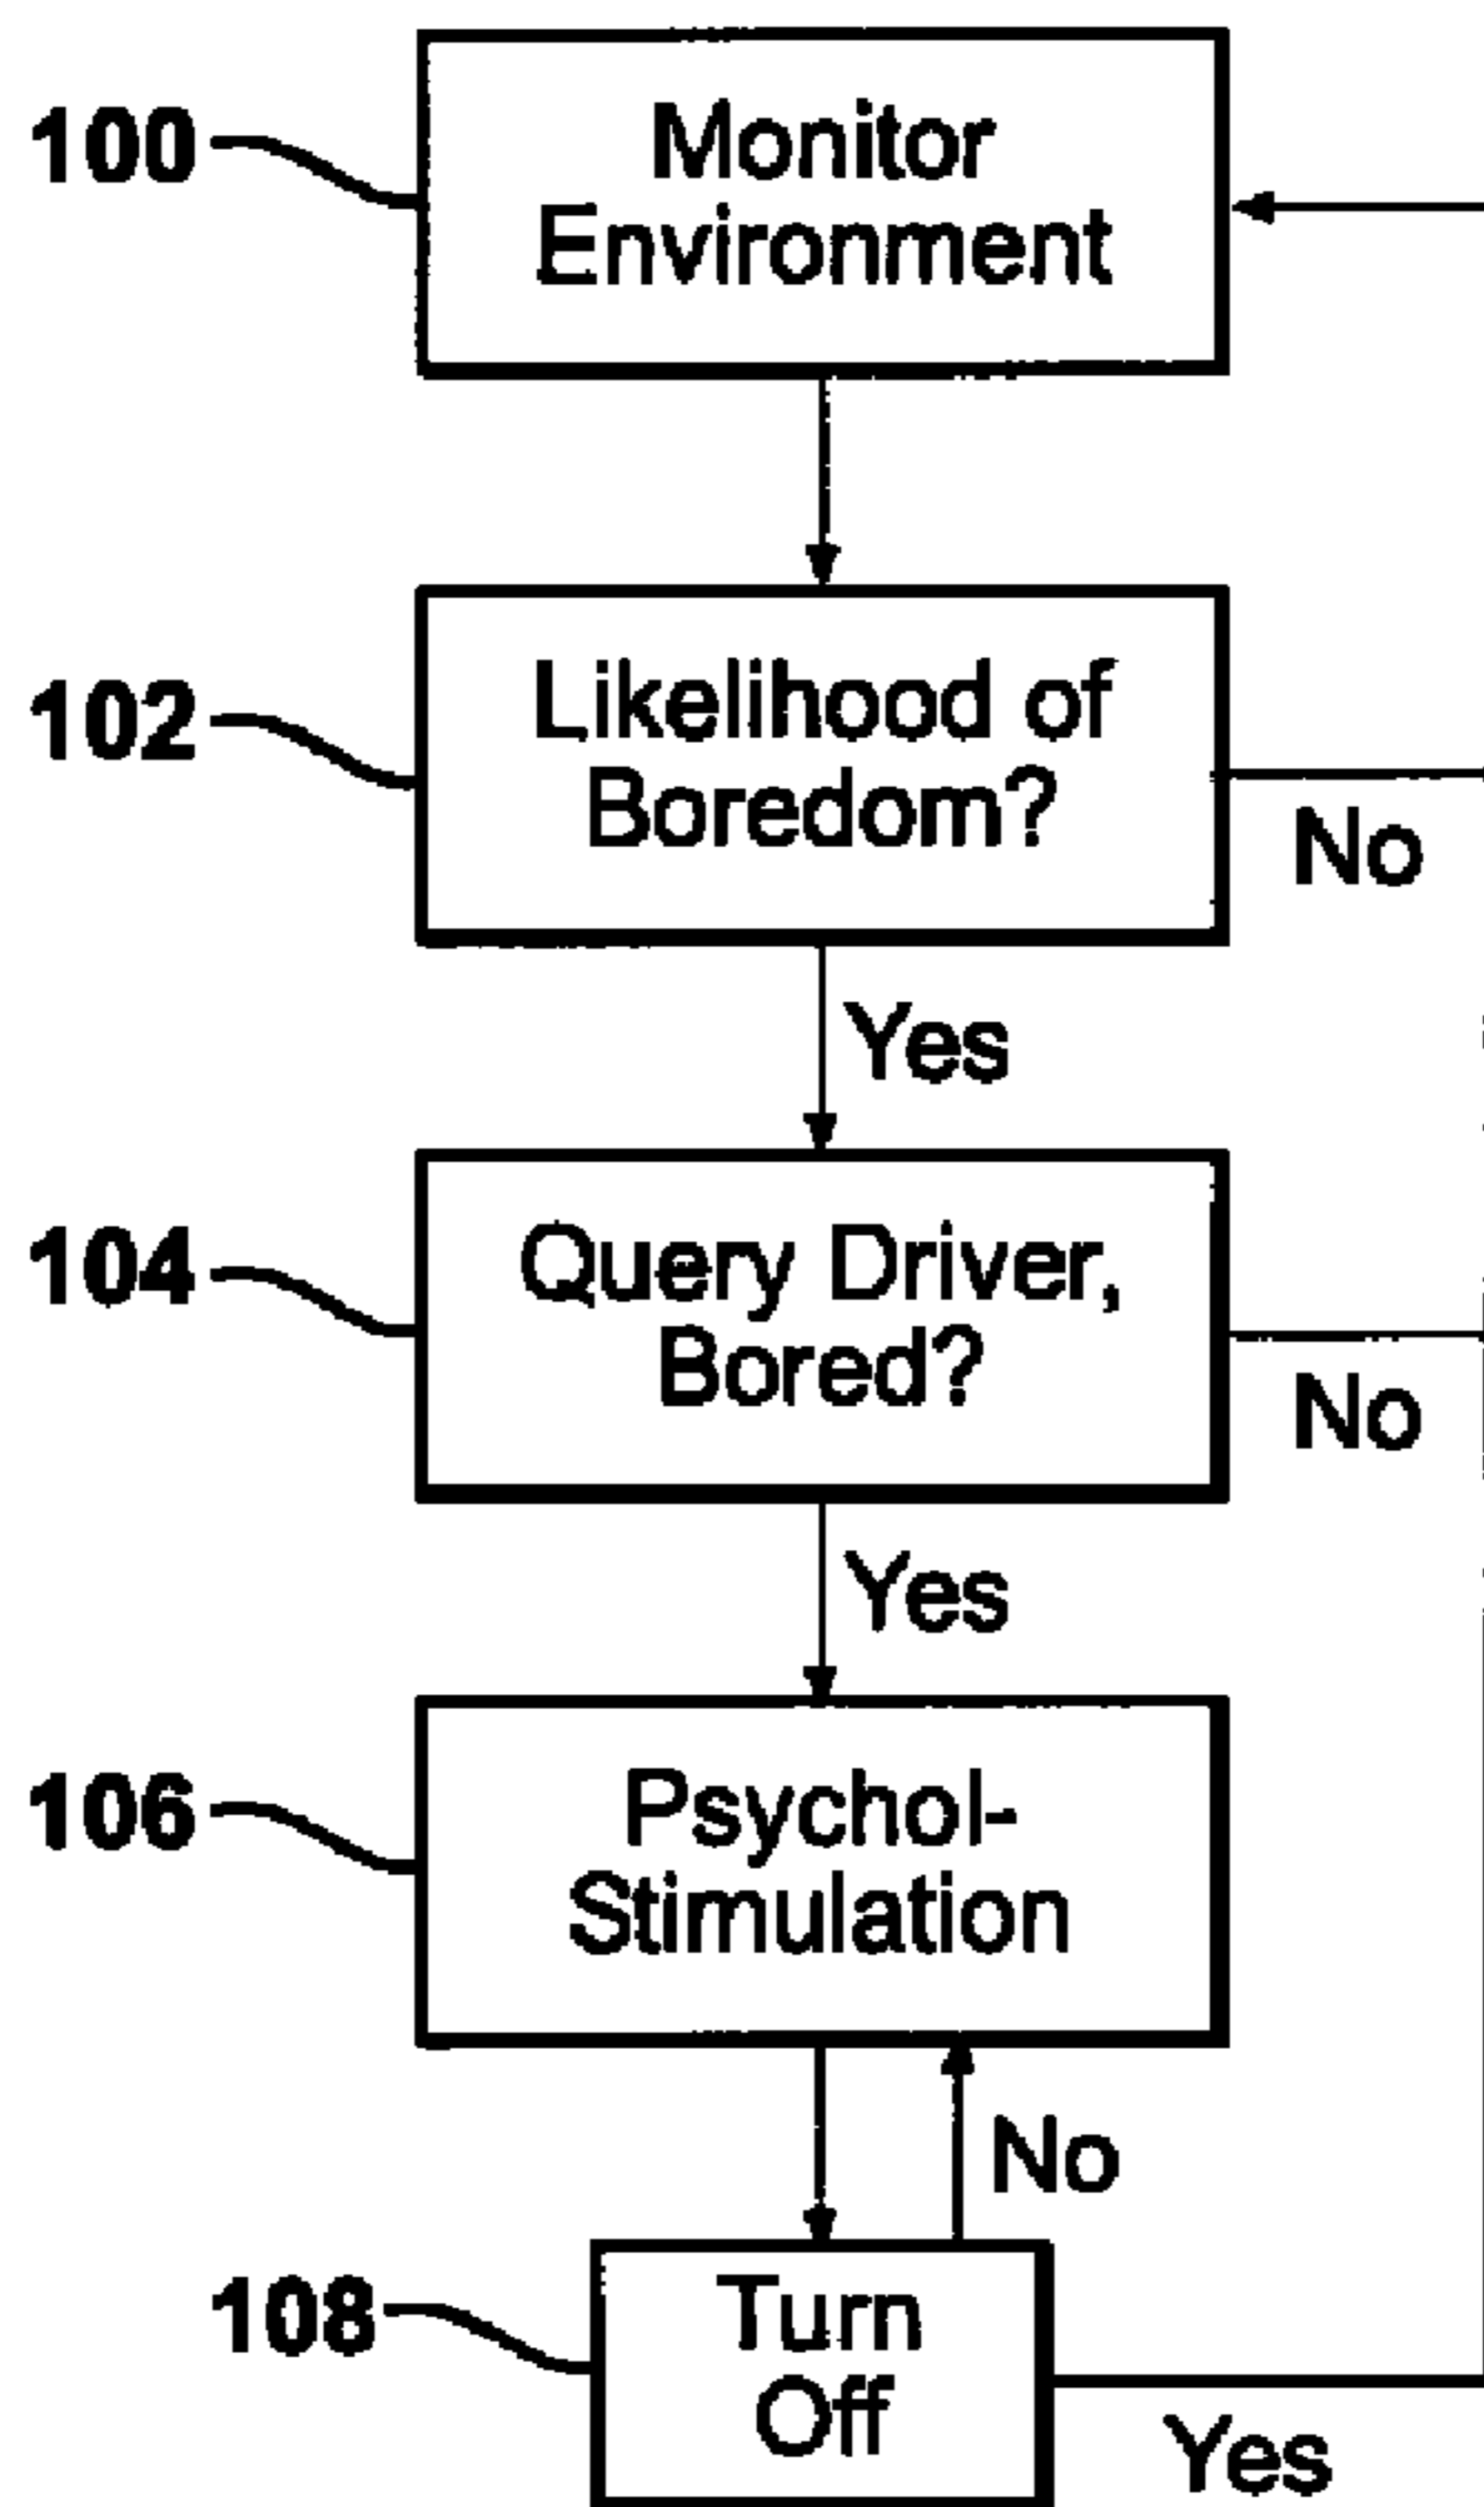 100
Monitor
Environment
102
Likelihood of
Boredom?
No
Yes
104
Query Driver,
Bored?
No
Yes
106
Psychol-
Stimulation
No
108
Turn
Off
Yes